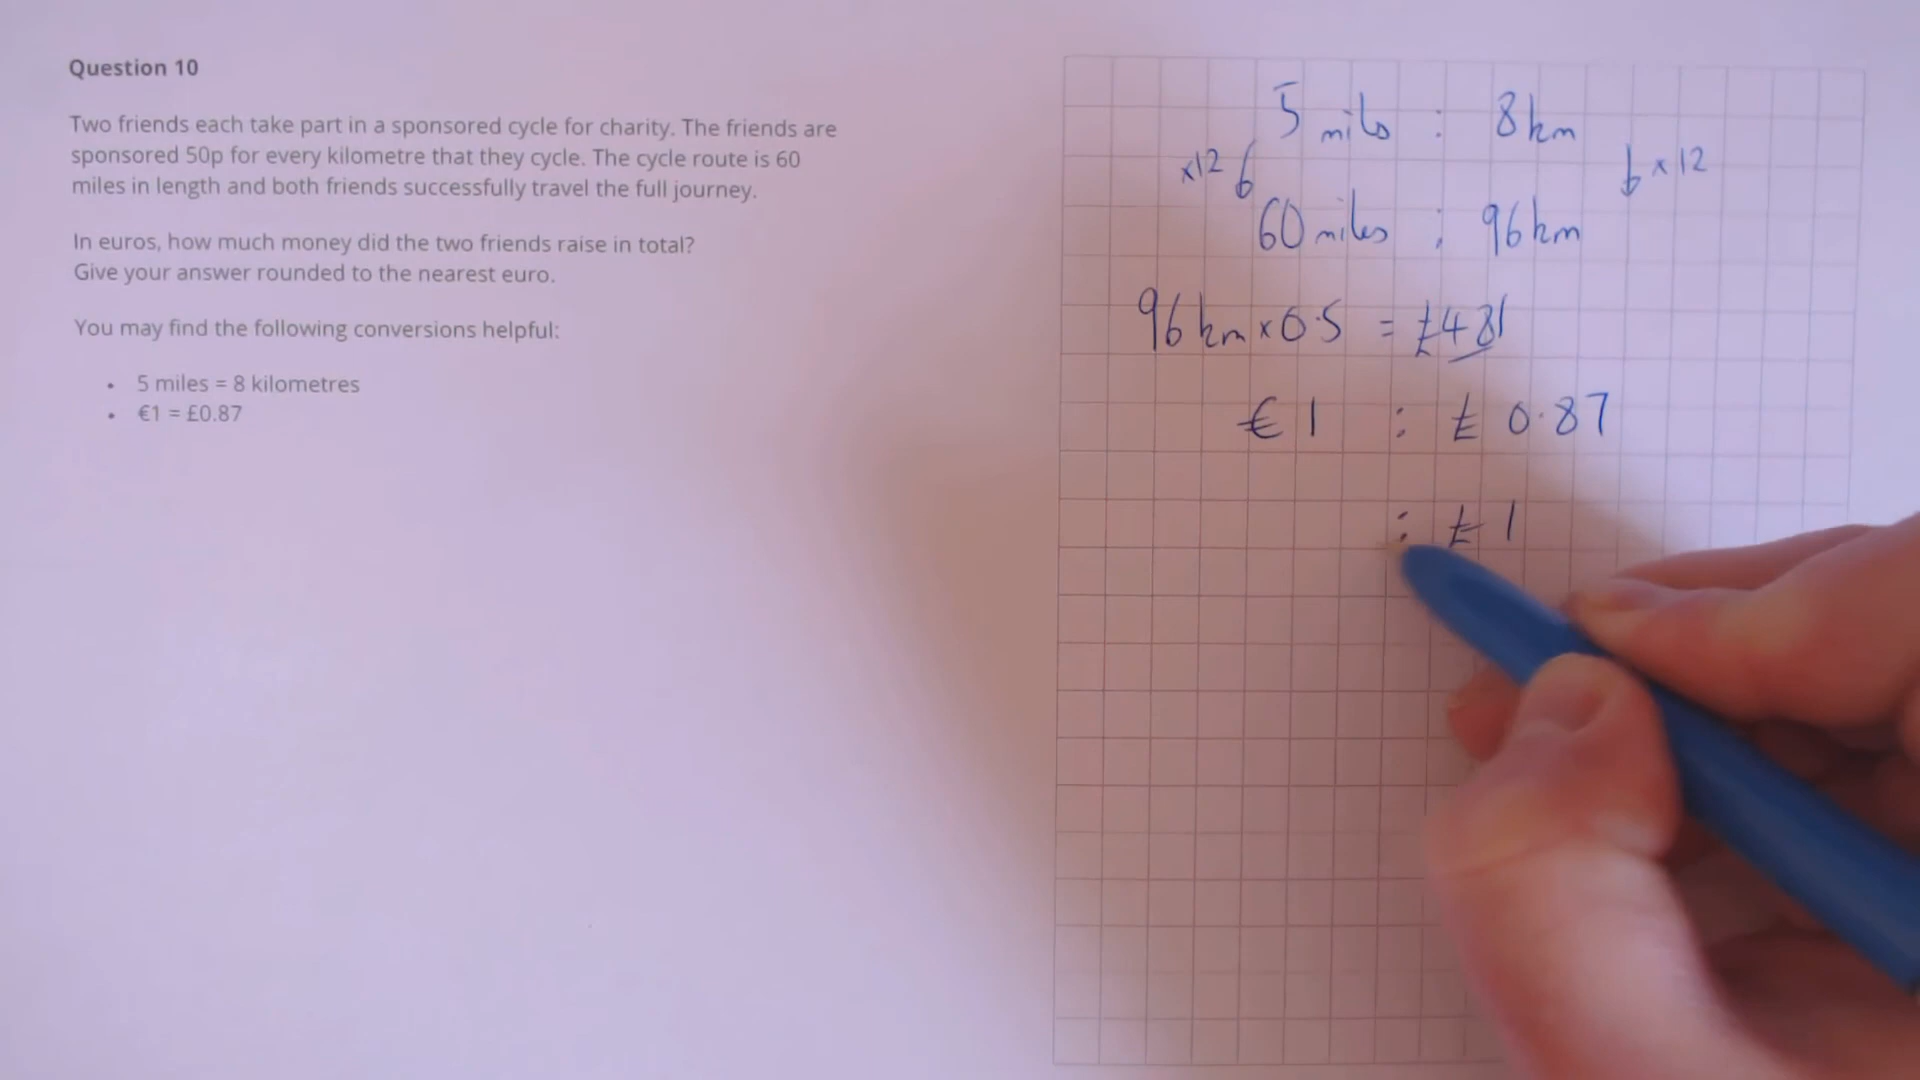 Question 10
Two friends each take part in a sponsored cycle for charity. The friends are
sponsored 50p for every kilometre that they cycle. The cycle route is 60
miles in length and both friends successfully travel the full journey.
In euros, how much money did the two friends raise in total?
Give your answer rounded to the nearest euro.
You may find the following conversions helpful:
• 5 miles = 8 kilometres
• €1 = £0.87
5 miles : 8km
×12 ×12
60 miles : 96km
96km × 0.5 = £48
€1 : £0.87
: £1